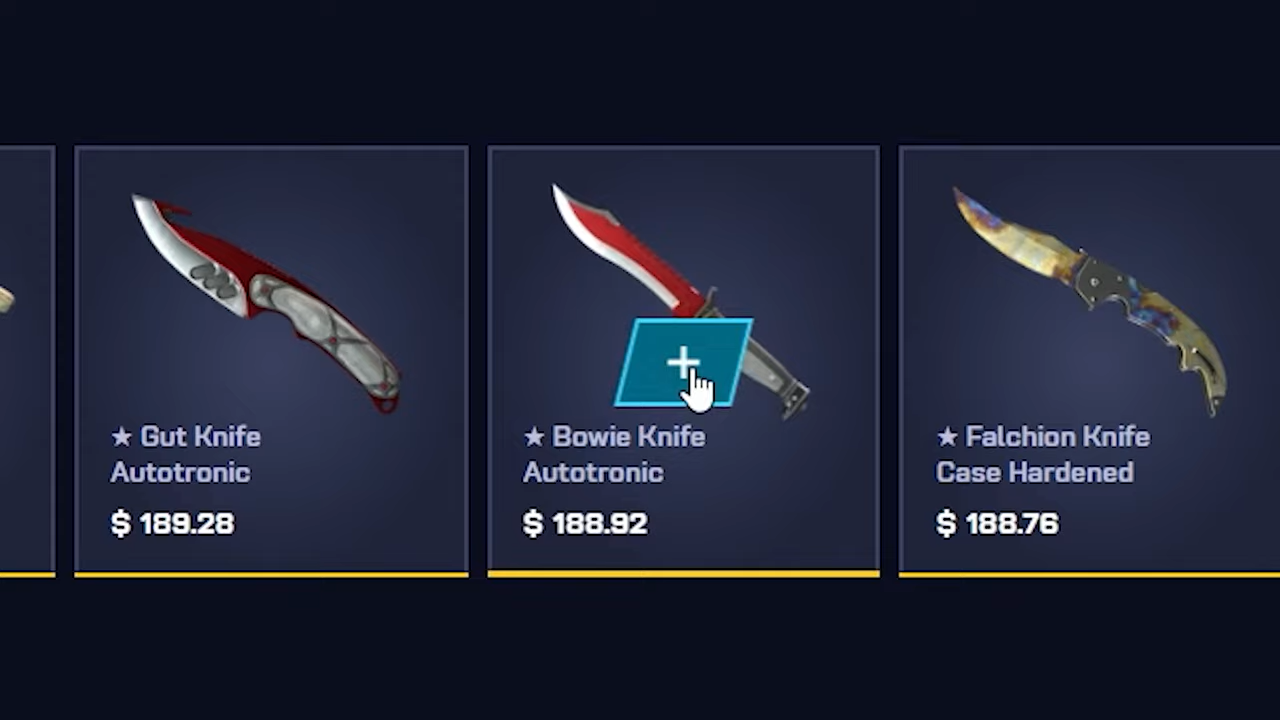 ★ Gut Knife
Autotronic
$ 189.28
★ Bowie Knife
Autotronic
$ 188.92
★ Falchion Knife
Case Hardened
$ 188.76